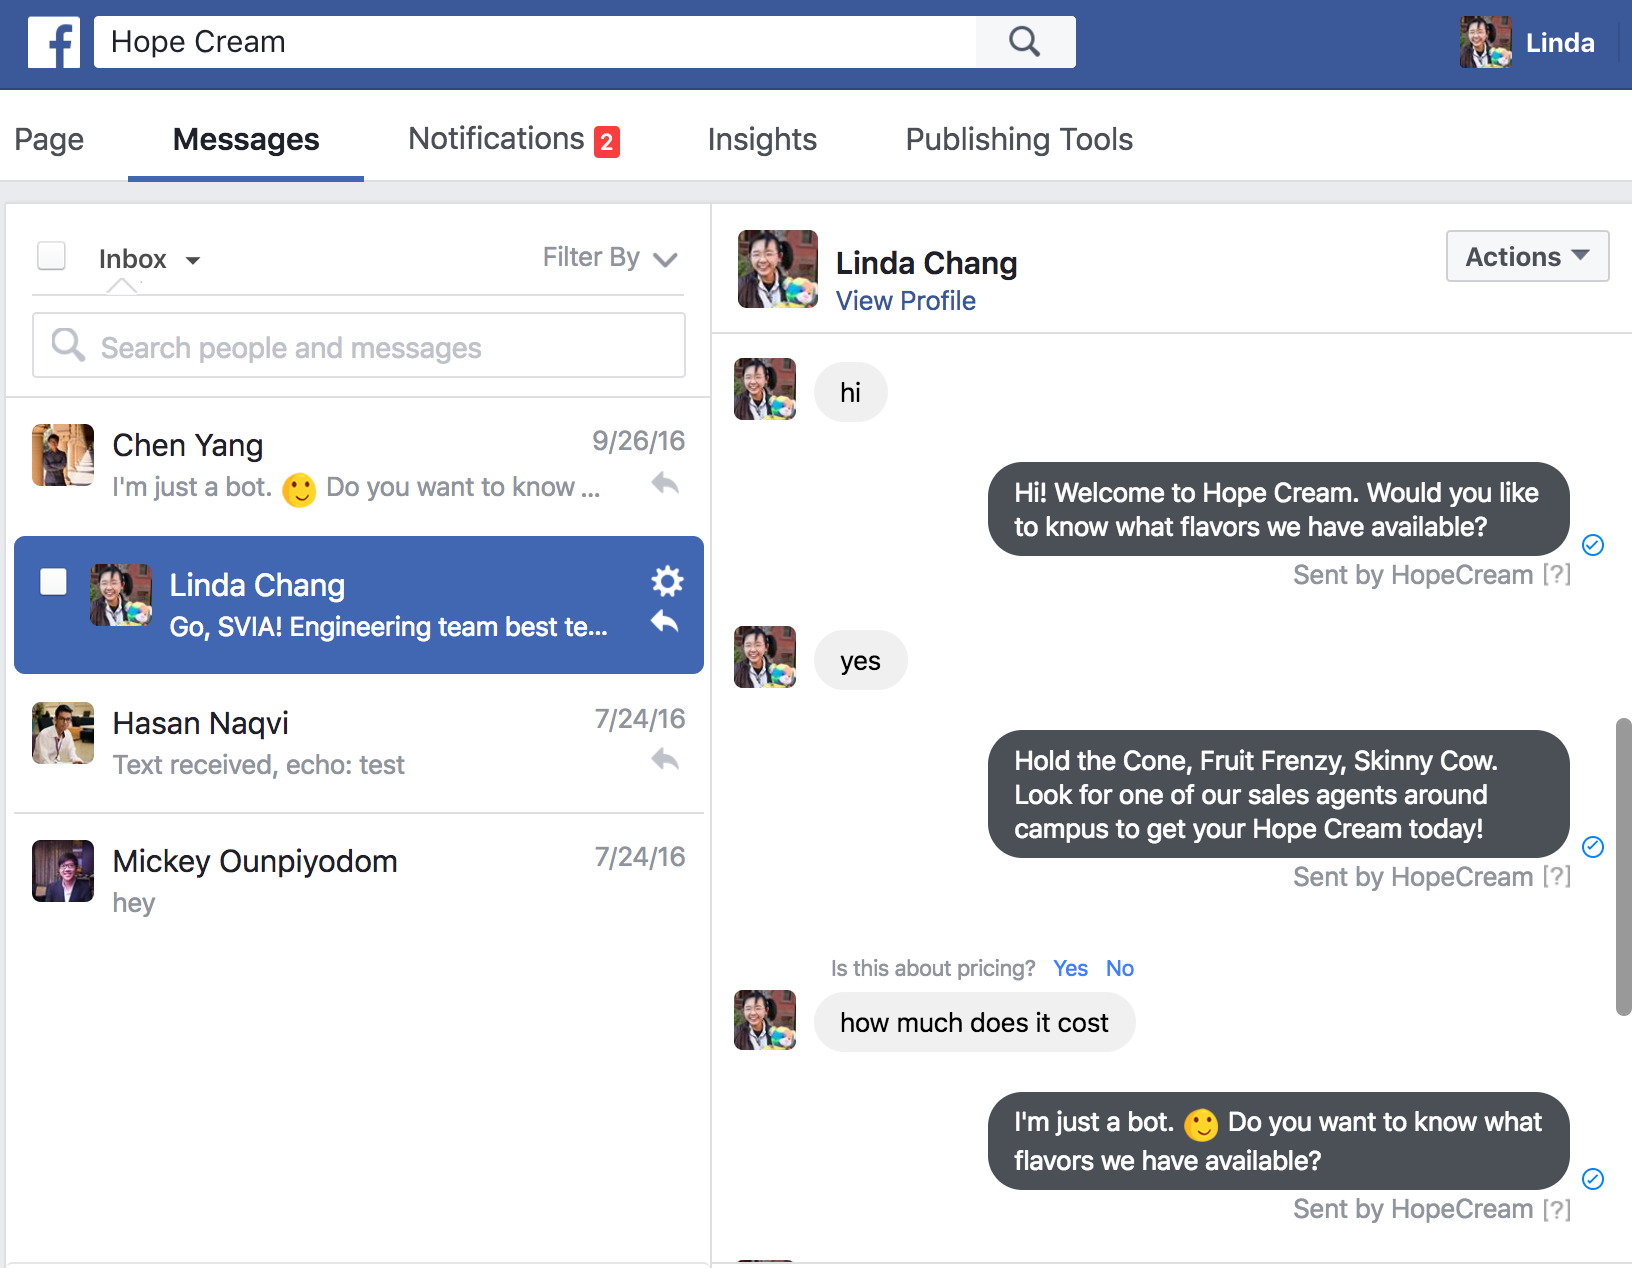 Hope Cream
Linda
Page
Messages
Notifications 2
Insights
Publishing Tools
Inbox
Filter By
Search people and messages
Chen Yang
9/26/16
I'm just a bot. 🙂 Do you want to know ...
Linda Chang
Go, SVIA! Engineering team best te...
Hasan Naqvi
7/24/16
Text received, echo: test
Mickey Ounpiyodom
7/24/16
hey
Linda Chang
View Profile
Actions
hi
Hi! Welcome to Hope Cream. Would you like
to know what flavors we have available?
Sent by HopeCream [?]
yes
Hold the Cone, Fruit Frenzy, Skinny Cow.
Look for one of our sales agents around
campus to get your Hope Cream today!
Sent by HopeCream [?]
Is this about pricing? Yes No
how much does it cost
I'm just a bot. 🙂 Do you want to know what
flavors we have available?
Sent by HopeCream [?]